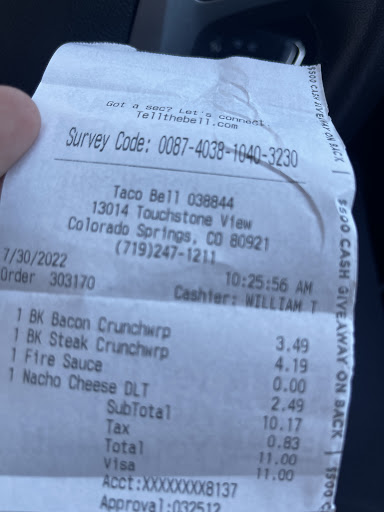 Got a sec? Let's connect.
Tellthebell.com
Survey Code: 0087-4038-1040-3230
Taco Bell 038844
13014 Touchstone View
Colorado Springs, CO 80921
(719)247-1211
7/30/2022 10:25:56 AM
Order 303170 Cashier: WILLIAM T
1 BK Bacon Crunchwrp 3.49
1 BK Steak Crunchwrp 4.19
1 Fire Sauce 0.00
1 Nacho Cheese DLT 2.49
SubTotal 10.17
Tax 0.83
Total 11.00
Visa 11.00
Acct:XXXXXXXX8137
Approval:032512
$500 CASH GIVEAWAY ON BACK |
$500 CASH GIVEAWAY ON BACK |
$500